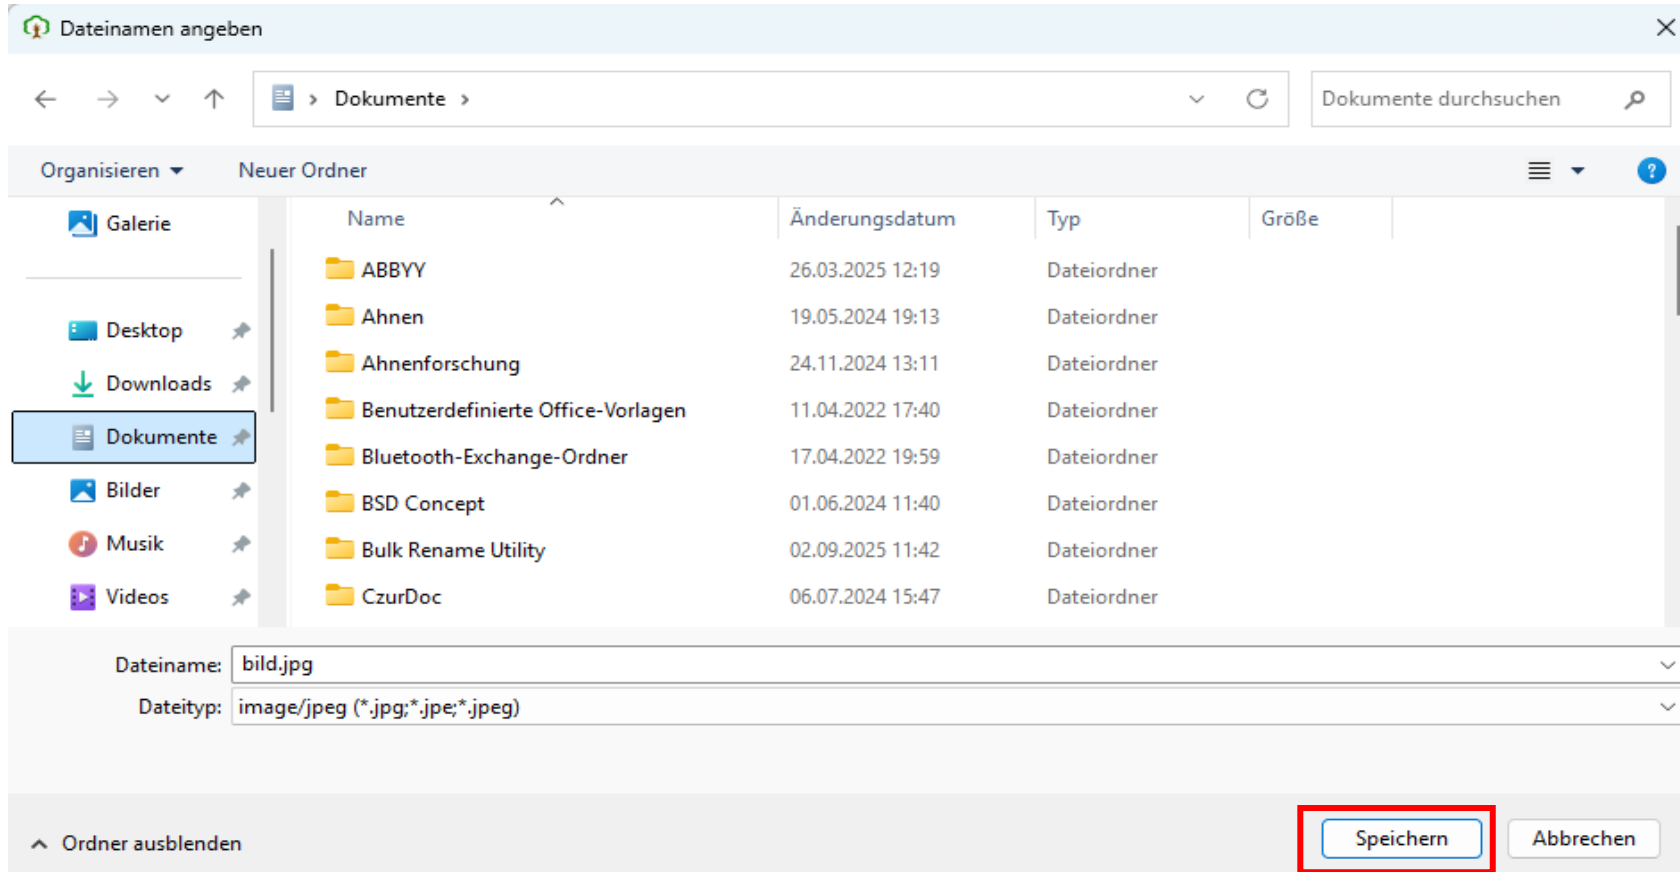 Dateinamen angeben
Dokumente
Dokumente durchsuchen
Organisieren Neuer Ordner
Galerie
Desktop
Downloads
Dokumente
Bilder
Musik
Videos
Name Änderungsdatum Typ Größe
ABBYY 26.03.2025 12:19 Dateiordner
Ahnen 19.05.2024 19:13 Dateiordner
Ahnenforschung 24.11.2024 13:11 Dateiordner
Benutzerdefinierte Office-Vorlagen 11.04.2022 17:40 Dateiordner
Bluetooth-Exchange-Ordner 17.04.2022 19:59 Dateiordner
BSD Concept 01.06.2024 11:40 Dateiordner
Bulk Rename Utility 02.09.2025 11:42 Dateiordner
CzurDoc 06.07.2024 15:47 Dateiordner
Dateiname: bild.jpg
Dateityp: image/jpeg (*.jpg;*.jpe;*.jpeg)
Ordner ausblenden
Speichern Abbrechen